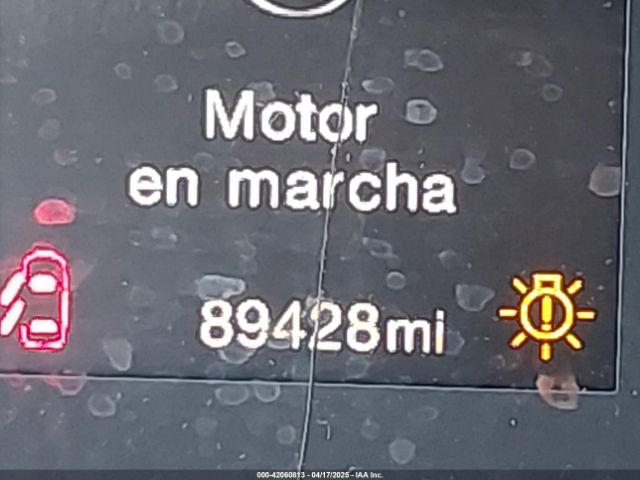 Motor
en marcha
89428mi
000-42060813 - 04/17/2025 - IAA Inc.